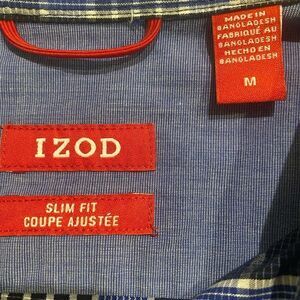 MADE IN
BANGLADESH
FABRIQUÉ AU
BANGLADESH
HECHO EN
BANGLADESH
M
IZOD
SLIM FIT
COUPE AJUSTÉE